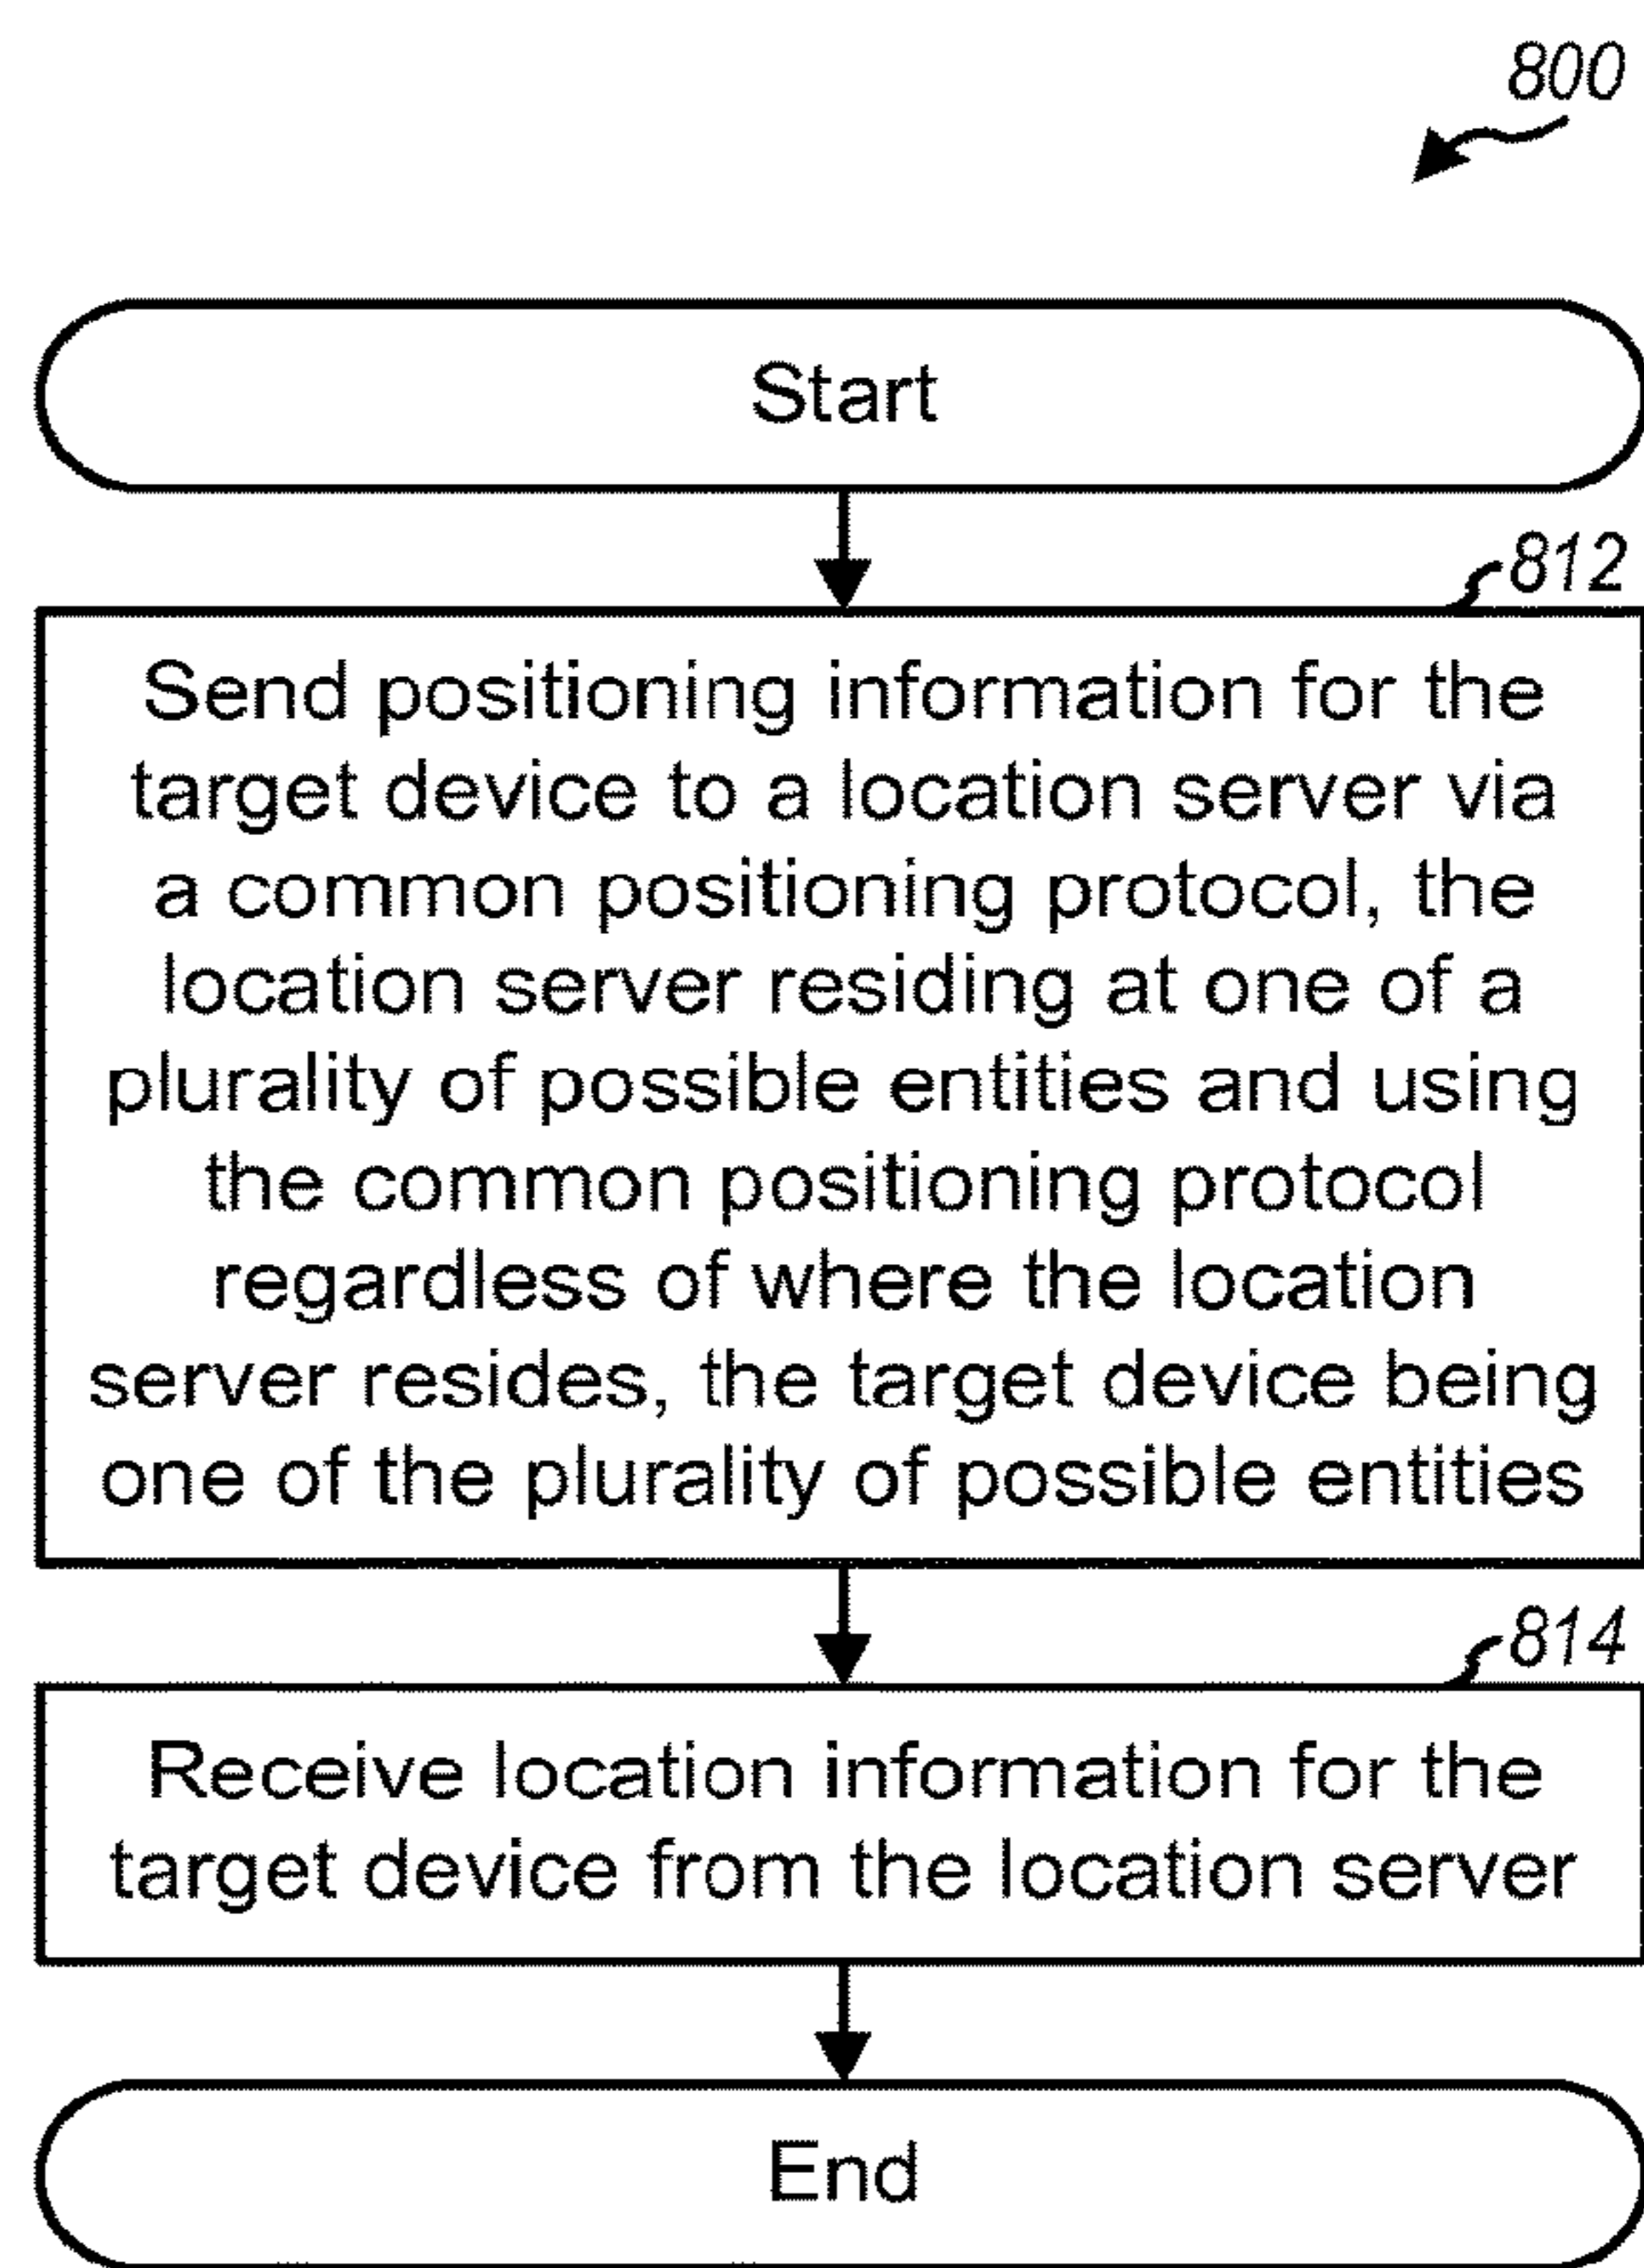 800
Start
812
Send positioning information for the
target device to a location server via
a common positioning protocol, the
location server residing at one of a
plurality of possible entities and using
the common positioning protocol
regardless of where the location
server resides, the target device being
one of the plurality of possible entities
814
Receive location information for the
target device from the location server
End